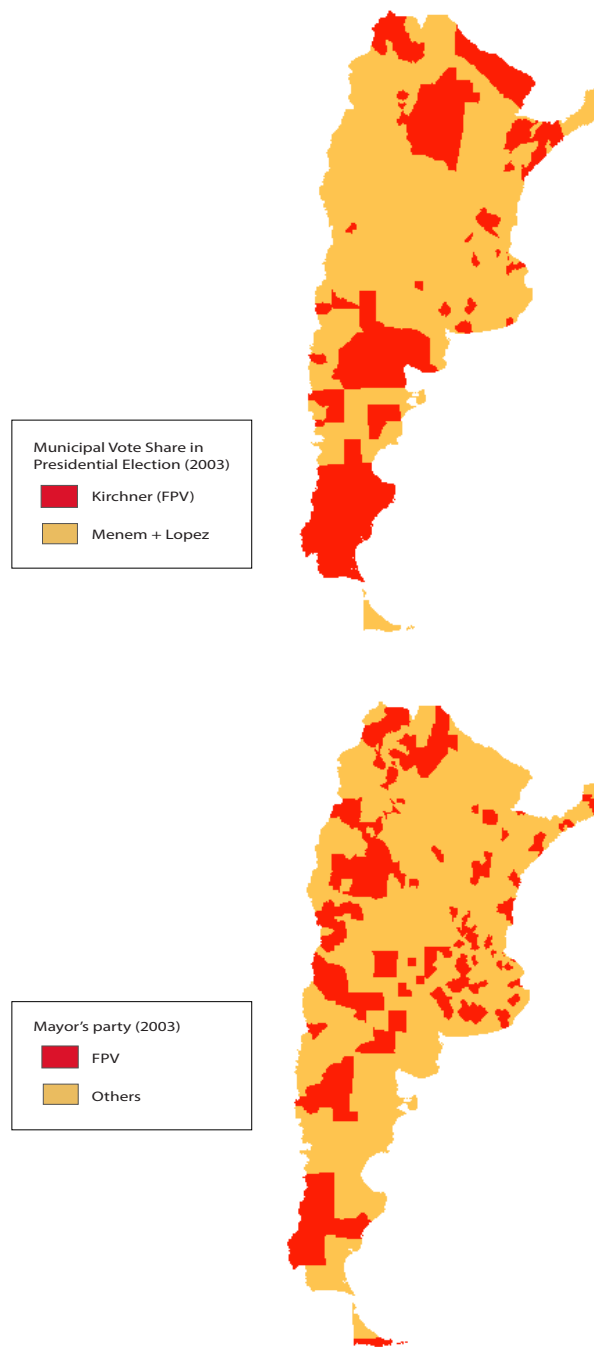 Municipal Vote Share in
Presidential Election (2003)
Kirchner (FPV)
Menem + Lopez
Mayor's party (2003)
FPV
Others